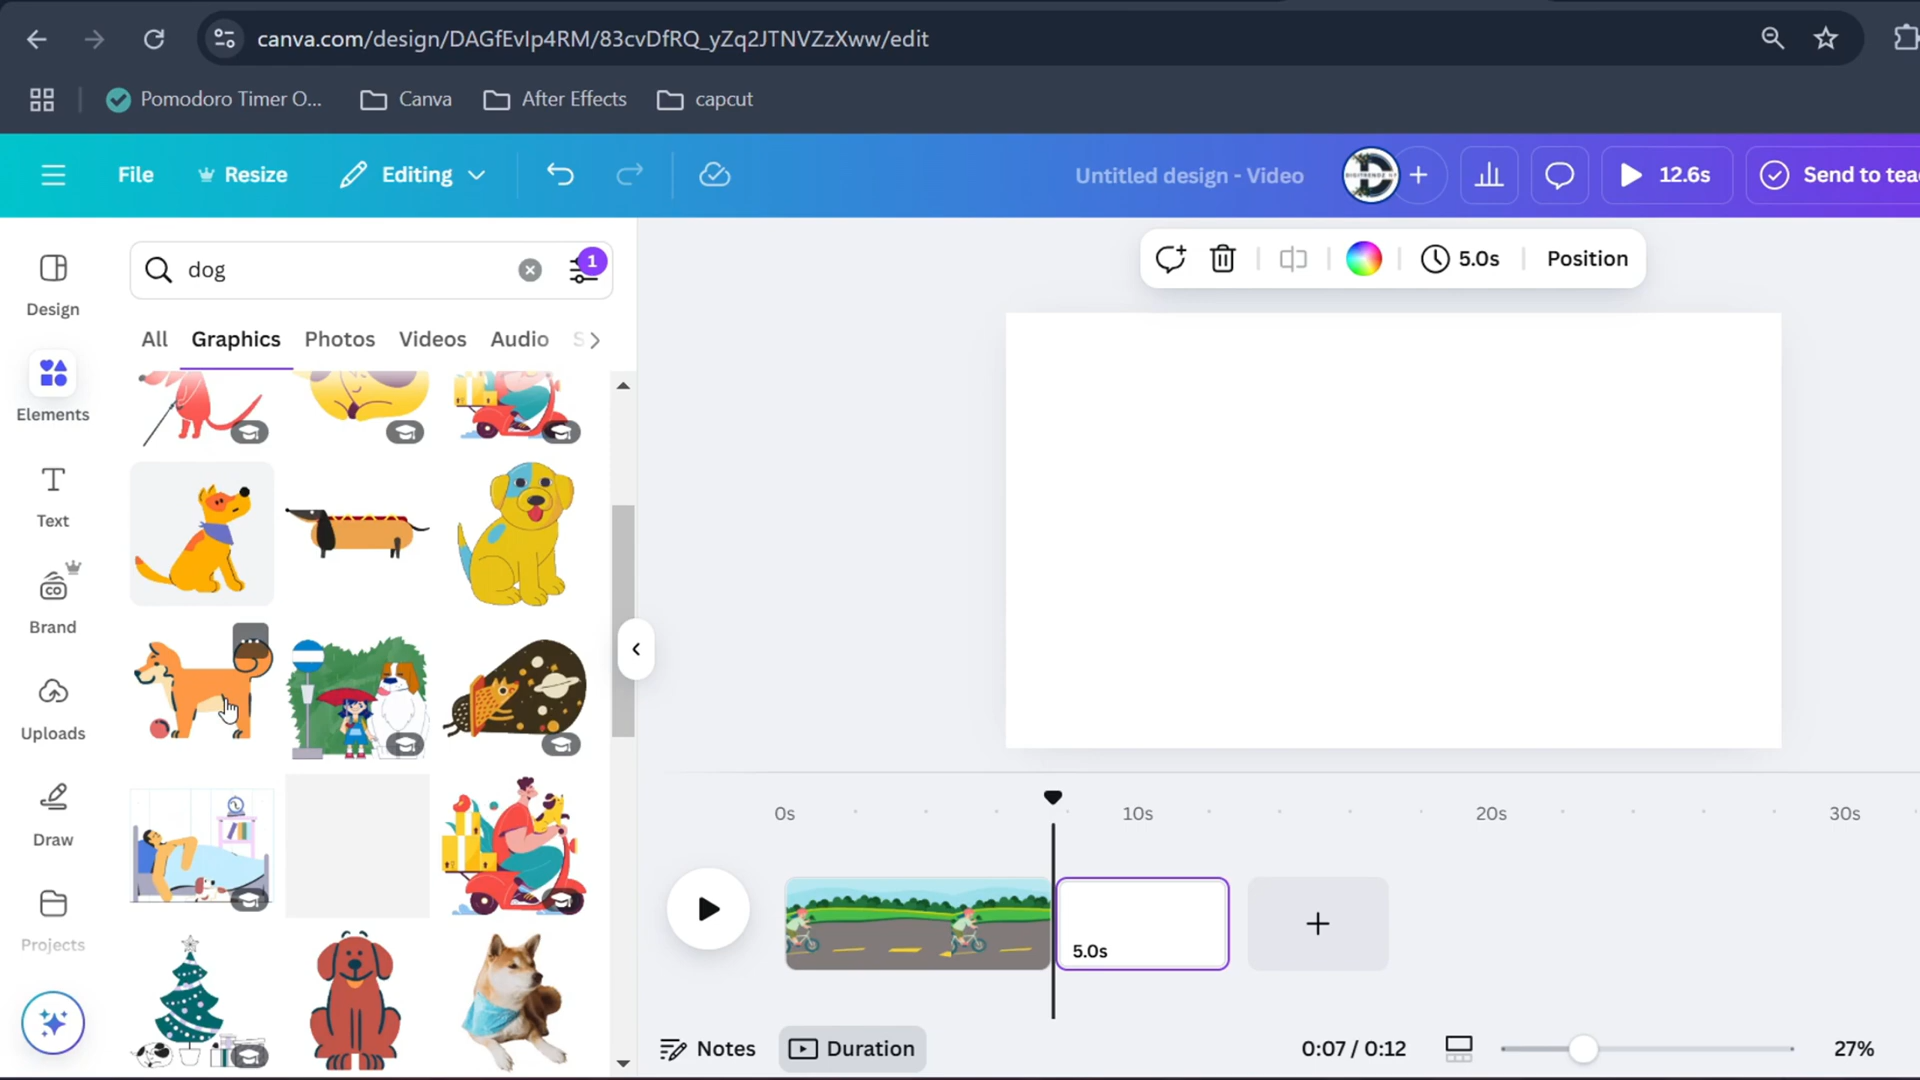 canva.com/design/DAGfEvIp4RM/83cvDfRQ_yZq2JTNVZzXww/edit
Pomodoro Timer O...
Canva
After Effects
capcut
File
Resize
Editing
Untitled design - Video
12.6s
Send to tea
Design
Elements
Text
Brand
Uploads
Draw
Projects
dog
1
All
Graphics
Photos
Videos
Audio
S
5.0s
Position
0s
10s
20s
30s
5.0s
Notes
Duration
0:07 / 0:12
27%